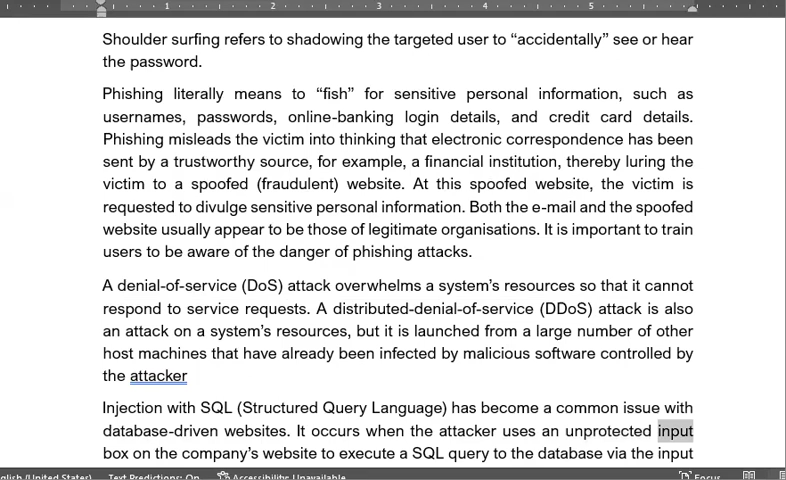 1 2 3 4 5
Shoulder surfing refers to shadowing the targeted user to “accidentally” see or hear
the password.
Phishing literally means to “fish” for sensitive personal information, such as
usernames, passwords, online-banking login details, and credit card details.
Phishing misleads the victim into thinking that electronic correspondence has been
sent by a trustworthy source, for example, a financial institution, thereby luring the
victim to a spoofed (fraudulent) website. At this spoofed website, the victim is
requested to divulge sensitive personal information. Both the e-mail and the spoofed
website usually appear to be those of legitimate organisations. It is important to train
users to be aware of the danger of phishing attacks.
A denial-of-service (DoS) attack overwhelms a system’s resources so that it cannot
respond to service requests. A distributed-denial-of-service (DDoS) attack is also
an attack on a system’s resources, but it is launched from a large number of other
host machines that have already been infected by malicious software controlled by
the attacker
Injection with SQL (Structured Query Language) has become a common issue with
database-driven websites. It occurs when the attacker uses an unprotected input
box on the company’s website to execute a SQL query to the database via the input
glish (United States) Text Predictions: On Accessibility: Unavailable Focus